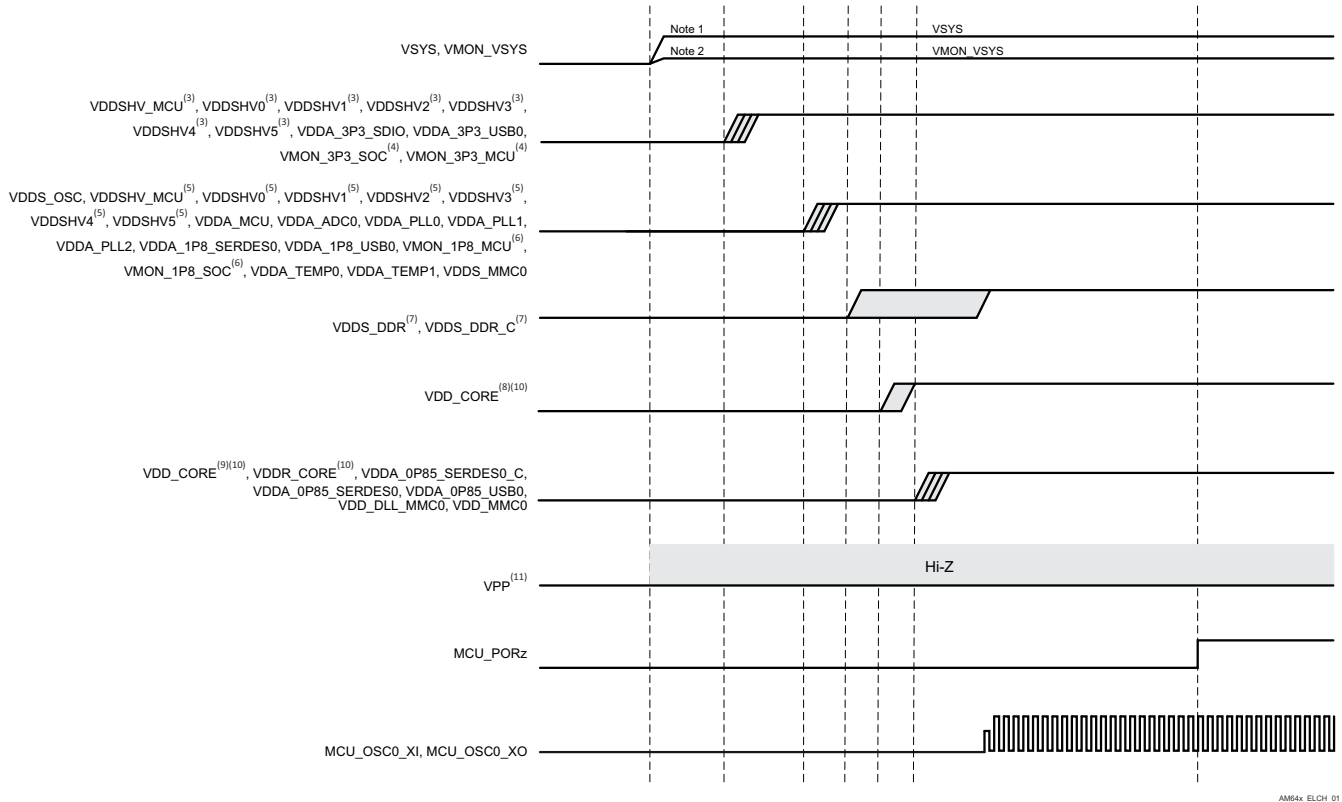 Note 1
VSYS
VSYS, VMON_VSYS
Note 2
VMON_VSYS
VDDSHV_MCU(3), VDDSHV0(3), VDDSHV1(3), VDDSHV2(3), VDDSHV3(3),
VDDSHV4(3), VDDSHV5(3), VDDA_3P3_SDIO, VDDA_3P3_USB0,
VMON_3P3_SOC(4), VMON_3P3_MCU(4)
VDDS_OSC, VDDSHV_MCU(5), VDDSHV0(5), VDDSHV1(5), VDDSHV2(5), VDDSHV3(5),
VDDSHV4(5), VDDSHV5(5), VDDA_MCU, VDDA_ADC0, VDDA_PLL0, VDDA_PLL1,
VDDA_PLL2, VDDA_1P8_SERDES0, VDDA_1P8_USB0, VMON_1P8_MCU(6),
VMON_1P8_SOC(6), VDDA_TEMP0, VDDA_TEMP1, VDDS_MMC0
VDDS_DDR(7), VDDS_DDR_C(7)
VDD_CORE(8)(10)
VDD_CORE(9)(10), VDDR_CORE(10), VDDA_0P85_SERDES0_C,
VDDA_0P85_SERDES0, VDDA_0P85_USB0,
VDD_DLL_MMC0, VDD_MMC0
Hi-Z
VPP(11)
MCU_PORz
MCU_OSC0_XI, MCU_OSC0_XO
AM64x_ELCH_01